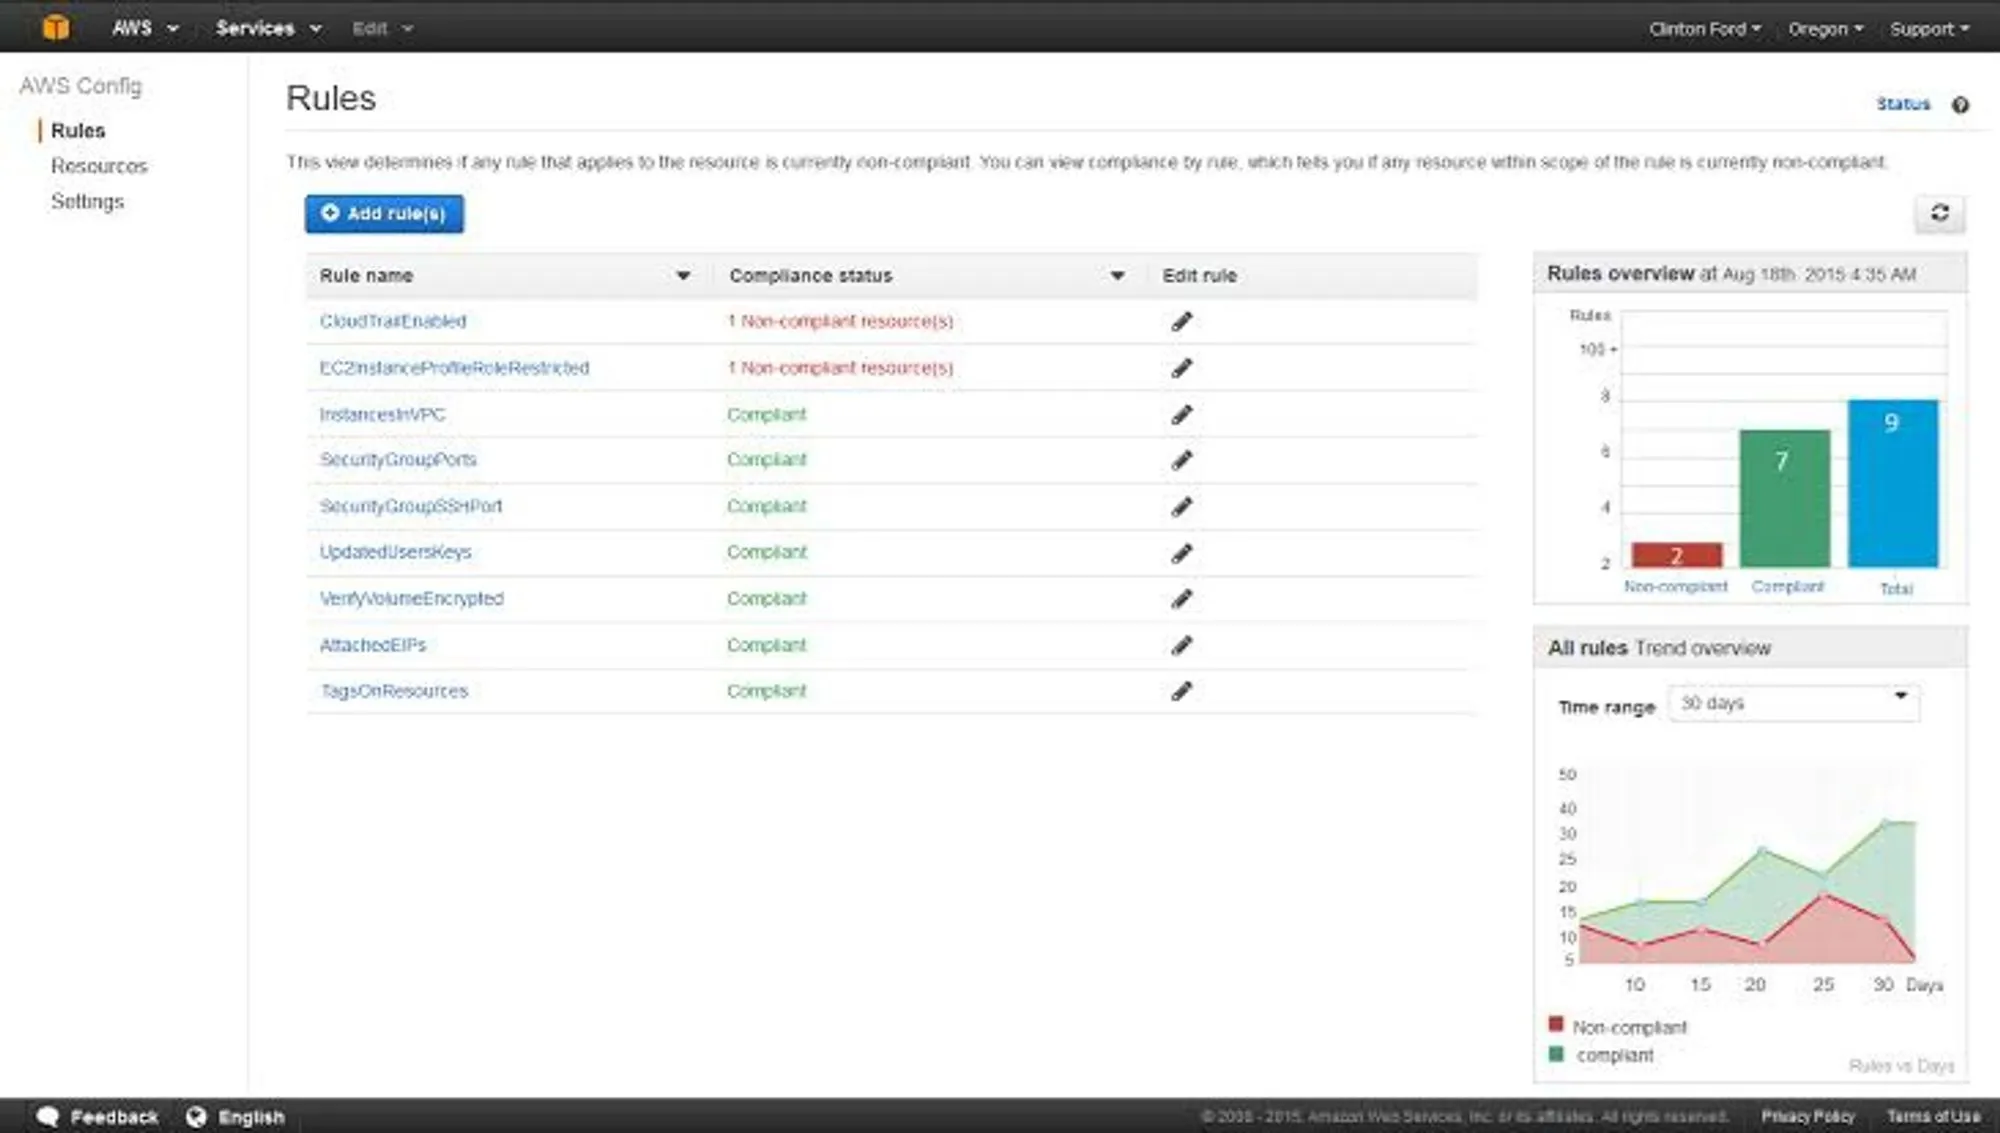 AWS Services Edit Clinton Ford Oregon Support
AWS Config
Rules
Resources
Settings
Rules
Status
This view determines if any rule that applies to the resource is currently non-compliant. You can view compliance by rule, which tells you if any resource within scope of the rule is currently non-compliant.
Add rule(s)
Rule name Compliance status Edit rule
CloudTrailEnabled 1 Non-compliant resource(s)
EC2InstanceProfileRoleRestricted 1 Non-compliant resource(s)
InstancesInVPC Compliant
SecurityGroupPorts Compliant
SecurityGroupSSHPort Compliant
UpdatedUsersKeys Compliant
VerifyVolumeEncrypted Compliant
AttachedEIPs Compliant
TagsOnResources Compliant
Rules overview at Aug 18th, 2015 4:35 AM
Rules
100 +
8
6
4
2
2
7
9
Non-compliant Compliant Total
All rules Trend overview
Time range 30 days
50
40
30
25
20
15
10
5
10 15 20 25 30 Days
Non-compliant
compliant
Rules vs Days
Feedback English © 2008 - 2015, Amazon Web Services, Inc. or its affiliates. All rights reserved. Privacy Policy Terms of Use